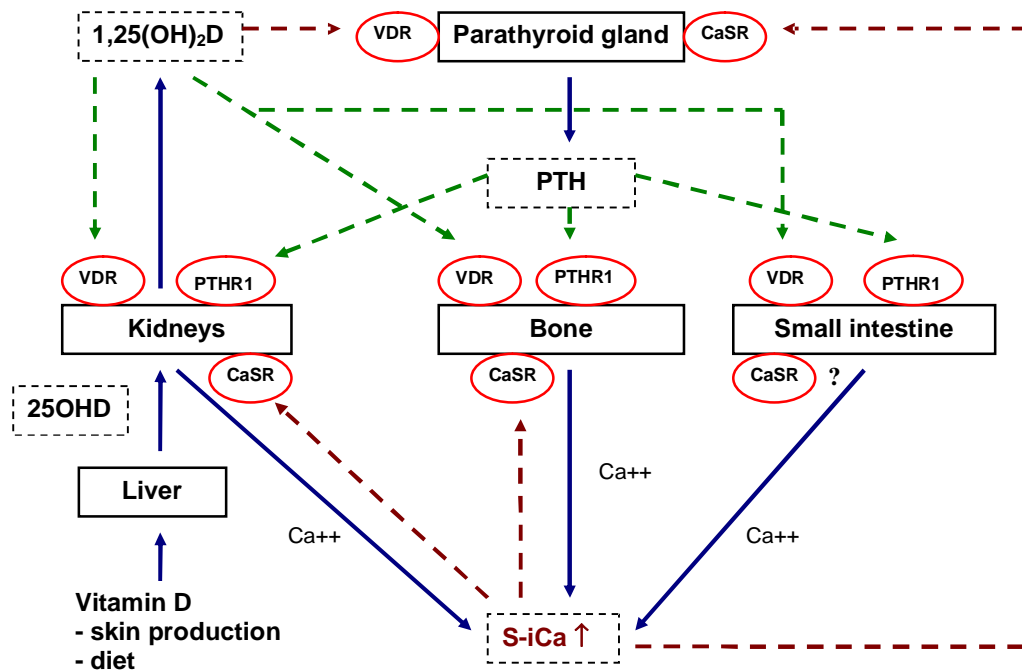 1,25(OH)₂D
VDR
Parathyroid gland
CaSR
PTH
VDR
PTHR1
VDR
PTHR1
VDR
PTHR1
Kidneys
Bone
Small intestine
CaSR
CaSR
CaSR
?
25OHD
Liver
Ca++
Ca++
Ca++
Vitamin D
- skin production
- diet
S-iCa ↑